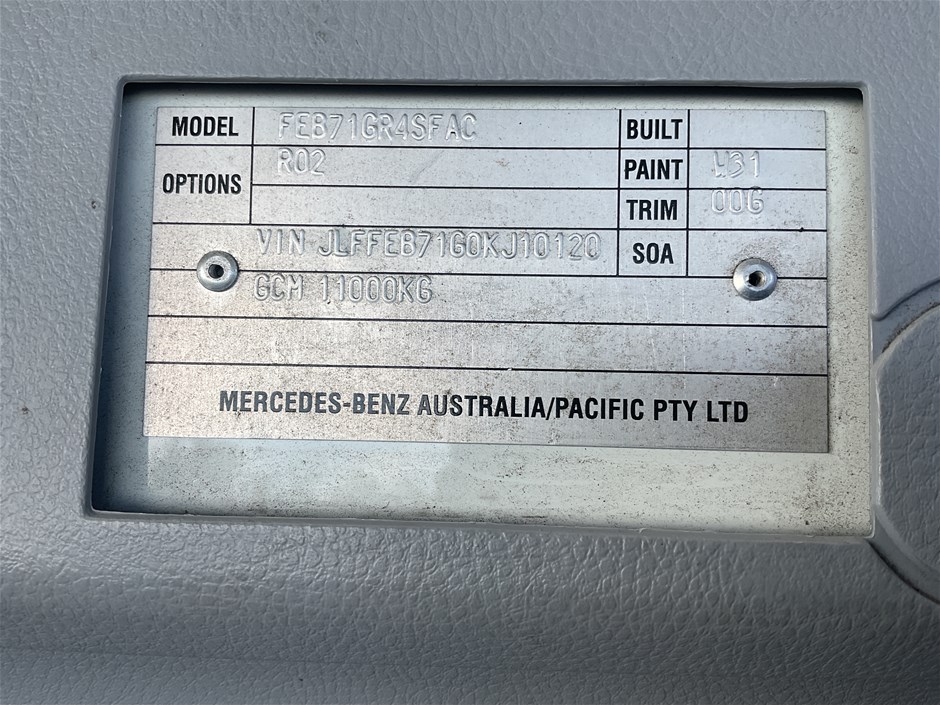 MODEL FEB71GR4SFAC BUILT
OPTIONS R02 PAINT W31
TRIM 00G
VIN JLFFEB71G0KJ10120 SOA
GCM 11000KG
MERCEDES-BENZ AUSTRALIA/PACIFIC PTY LTD